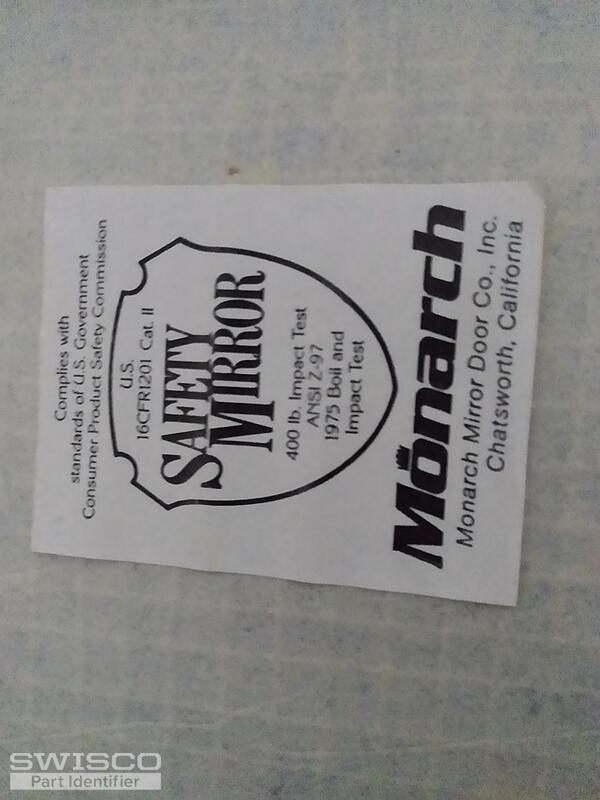 Complies with
standards of U.S. Government
Consumer Product Safety Commission
U.S.
16CFR1201 Cat. II
SAFETY
MIRROR
400 lb. Impact Test
ANSI Z-97
1975 Boil and
Impact Test
Monarch
Monarch Mirror Door Co., Inc.
Chatsworth, California
SWISCO
Part Identifier